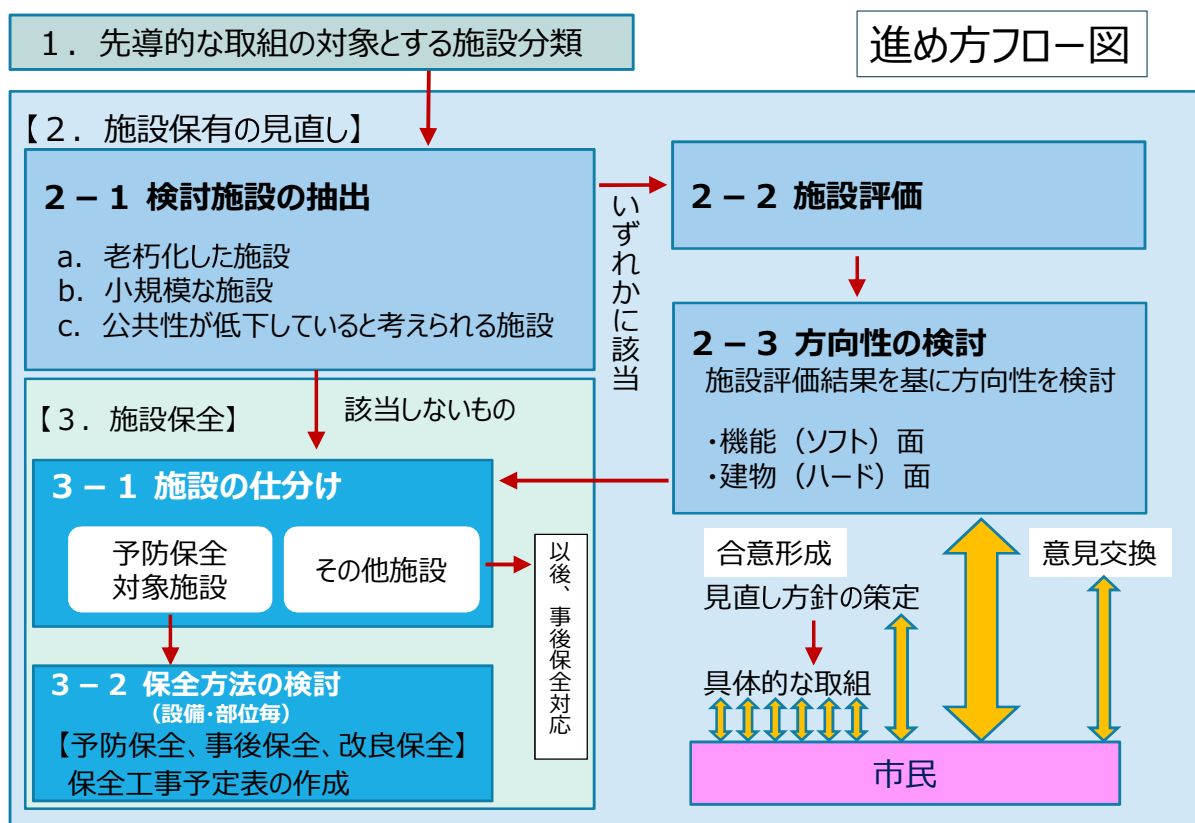 １．先導的な取組の対象とする施設分類
進め方フロー図
【２．施設保有の見直し】
２－１ 検討施設の抽出
a. 老朽化した施設
b. 小規模な施設
c. 公共性が低下していると考えられる施設
いずれかに該当
２－２ 施設評価
２－３ 方向性の検討
施設評価結果を基に方向性を検討
・機能（ソフト）面
・建物（ハード）面
該当しないもの
【３．施設保全】
３－１ 施設の仕分け
予防保全
対象施設
その他施設
以後、事後保全対応
３－２ 保全方法の検討
（設備・部位毎）
【予防保全、事後保全、改良保全】
保全工事予定表の作成
合意形成
意見交換
見直し方針の策定
具体的な取組
市民